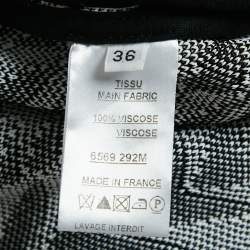 36
TISSU
MAIN FABRIC
100% VISCOSE
VISCOSE
6569 292M
MADE IN FRANCE
LAVAGE INTERDIT